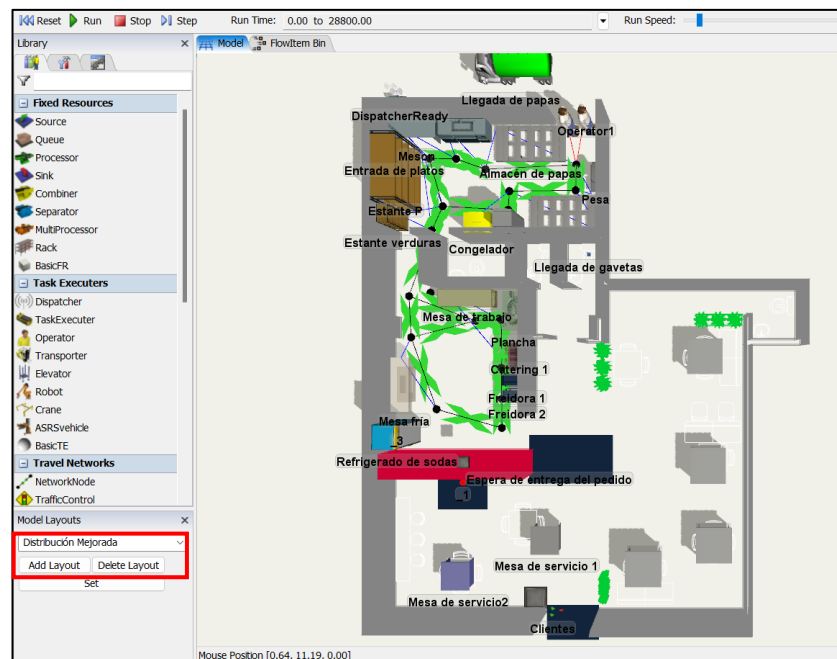 Reset Run Stop Step Run Time: 0.00 to 28800.00 Run Speed:
Library
Model FlowItem Bin
Fixed Resources
Source
Queue
Processor
Sink
Combiner
Separator
MultiProcessor
Rack
BasicFR
Task Executers
Dispatcher
TaskExecuter
Operator
Transporter
Elevator
Robot
Crane
ASRSvehicle
BasicTE
Travel Networks
NetworkNode
TrafficControl
Model Layouts
Distribución Mejorada
Add Layout Delete Layout
Set
Llegada de papas
DispatcherReady
Operator1
Meson
Entrada de platos
Almacén de papas
Pesa
Estante P
Estante verduras
Congelador
Llegada de gavetas
Mesa de trabajo
Plancha
Catering 1
Freidora 1
Freidora 2
Mesa fría
_3
Refrigerado de sodas
Espera de entrega del pedido
_1
Mesa de servicio 1
Mesa de servicio2
Clientes
Mouse Position [0.64, 11.19, 0.00]